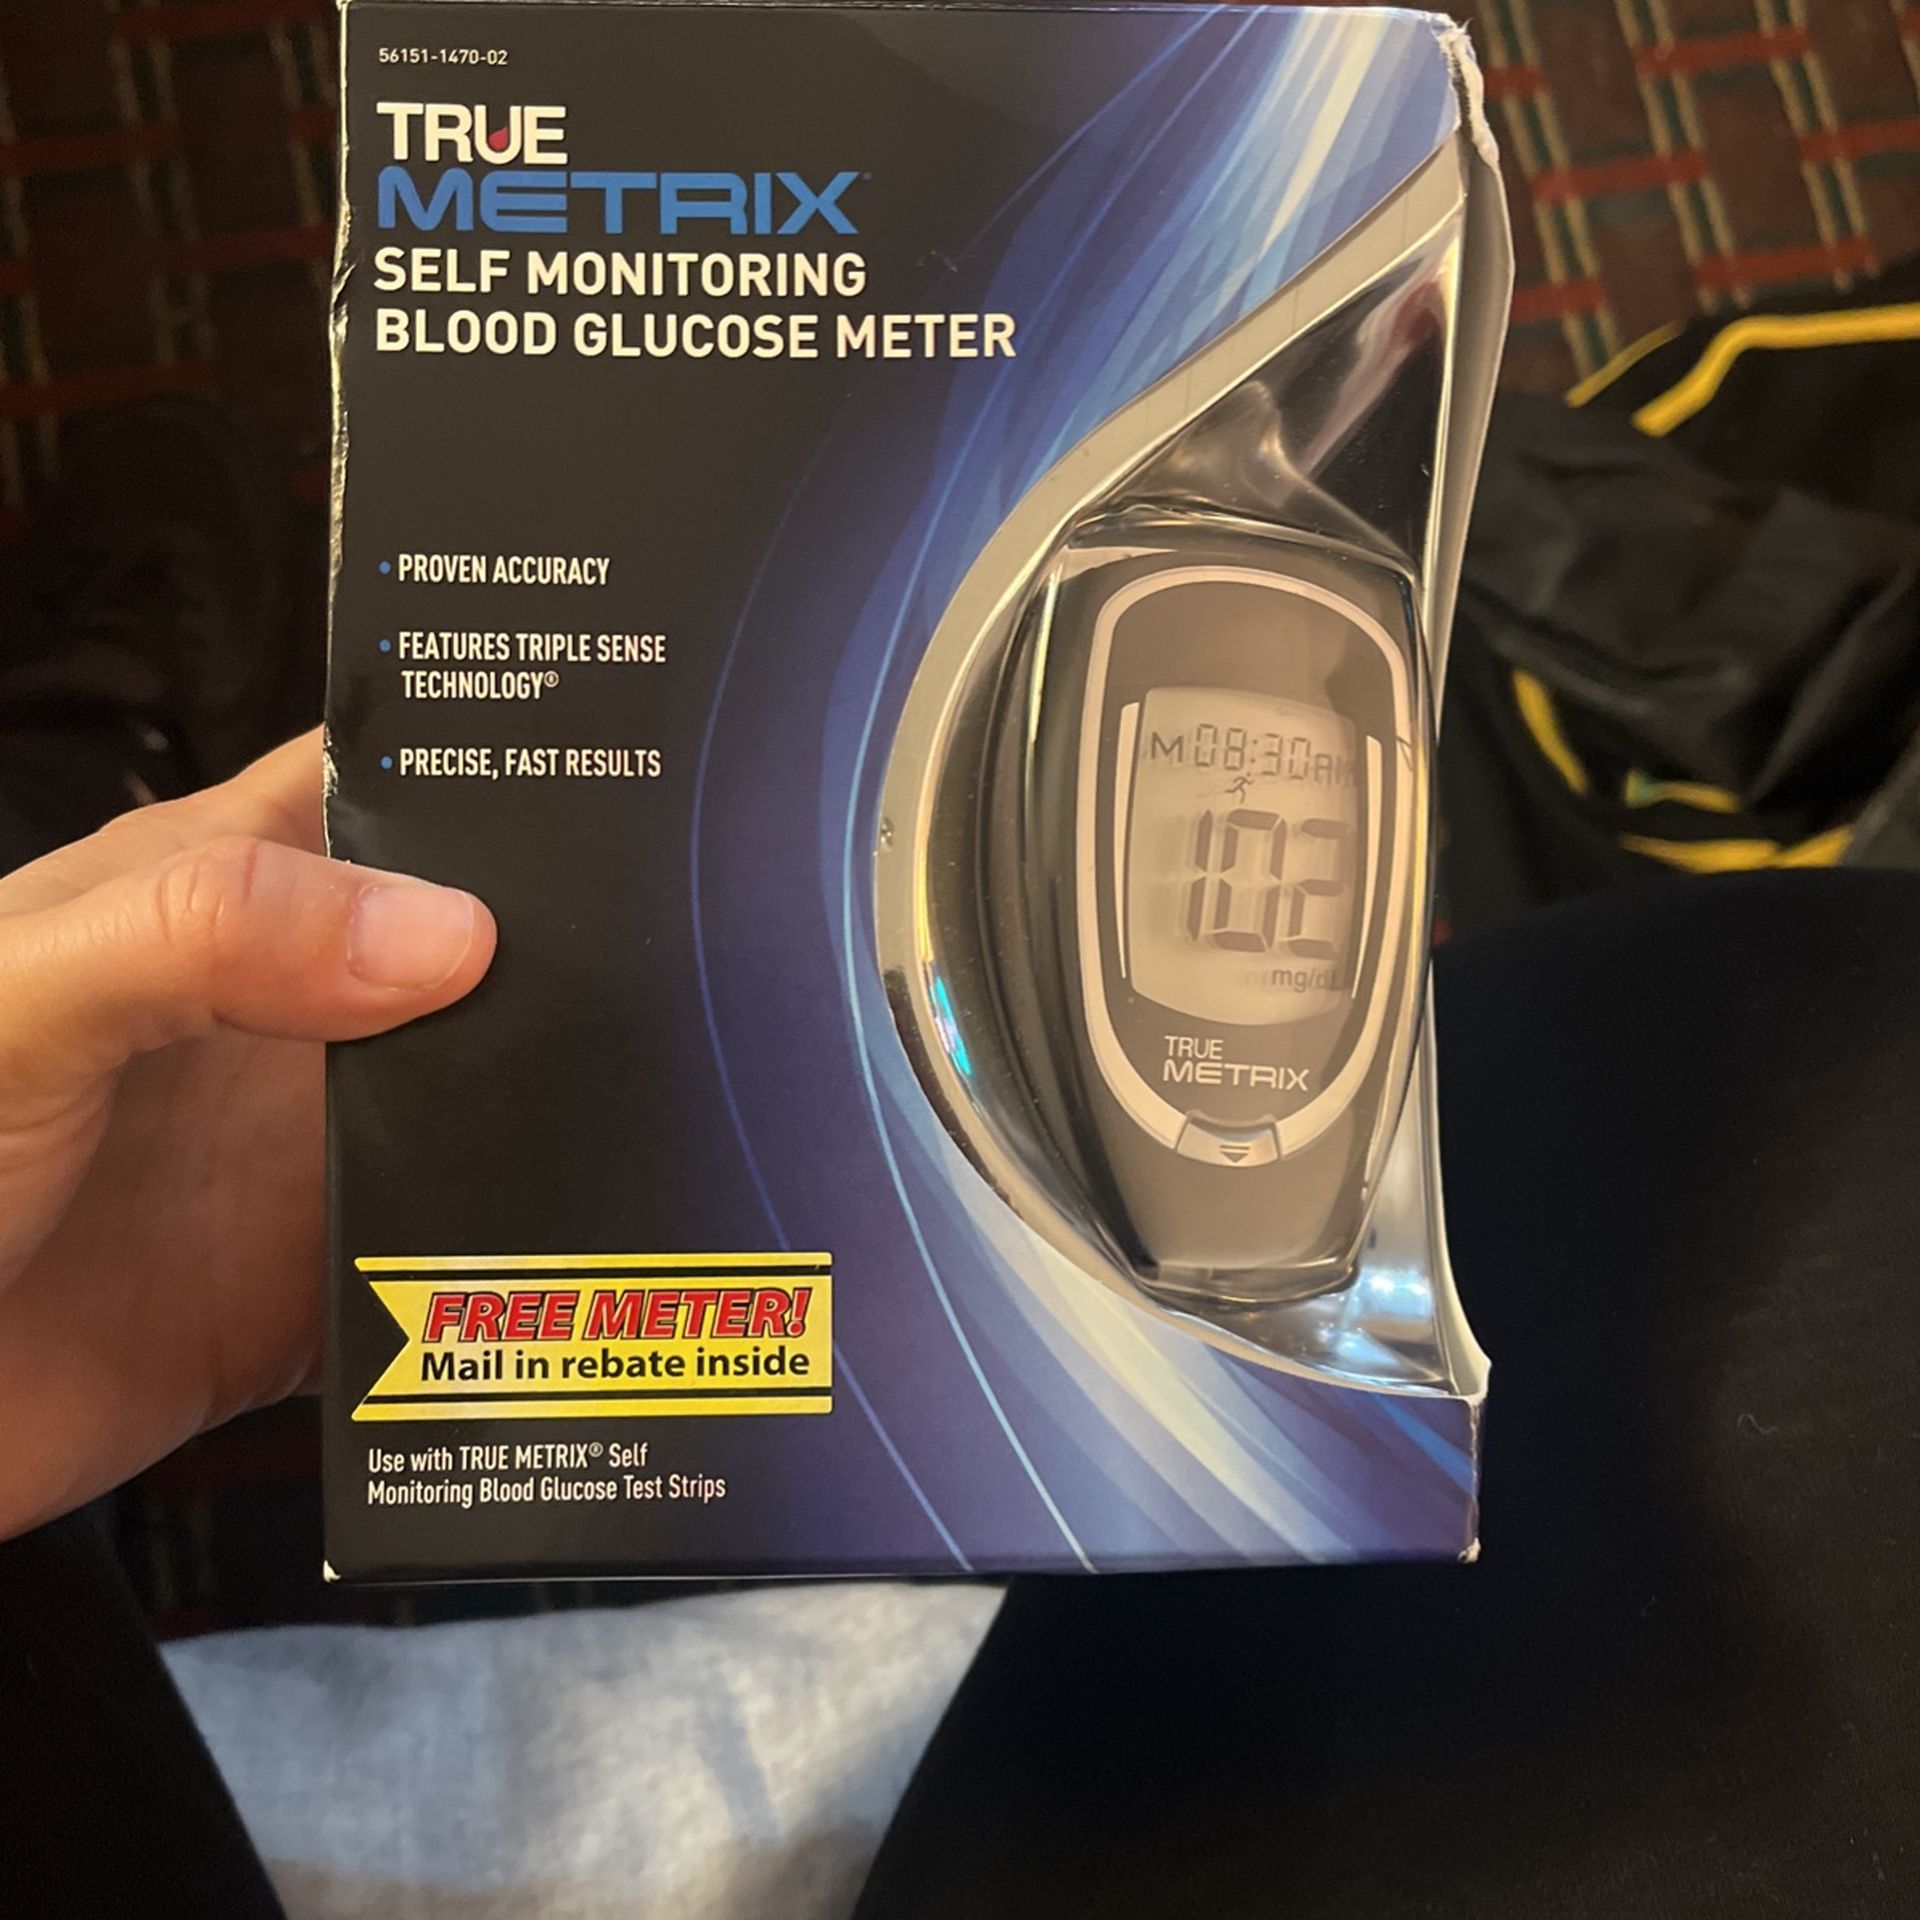 56151-1470-02
TRUE
METRIX™
SELF MONITORING
BLOOD GLUCOSE METER
• PROVEN ACCURACY
• FEATURES TRIPLE SENSE
TECHNOLOGY®
• PRECISE, FAST RESULTS
M 08:30AM
102
mg/dL
TRUE
METRIX
FREE METER!
Mail in rebate inside
Use with TRUE METRIX® Self
Monitoring Blood Glucose Test Strips